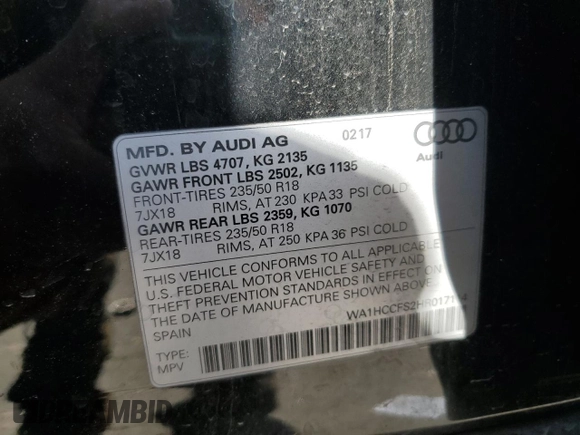 MFD. BY AUDI AG 0217
Audi
GVWR LBS 4707, KG 2135
GAWR FRONT LBS 2502, KG 1135
FRONT-TIRES 235/50 R18
7JX18 RIMS, AT 230 KPA 33 PSI COLD
GAWR REAR LBS 2359, KG 1070
REAR-TIRES 235/50 R18
7JX18 RIMS, AT 250 KPA 36 PSI COLD
THIS VEHICLE CONFORMS TO ALL APPLICABLE
U.S. FEDERAL MOTOR VEHICLE SAFETY AND
THEFT PREVENTION STANDARDS IN EFFECT ON
THE DATE OF MANUFACTURE SHOWN ABOVE.
SPAIN
TYPE:
MPV